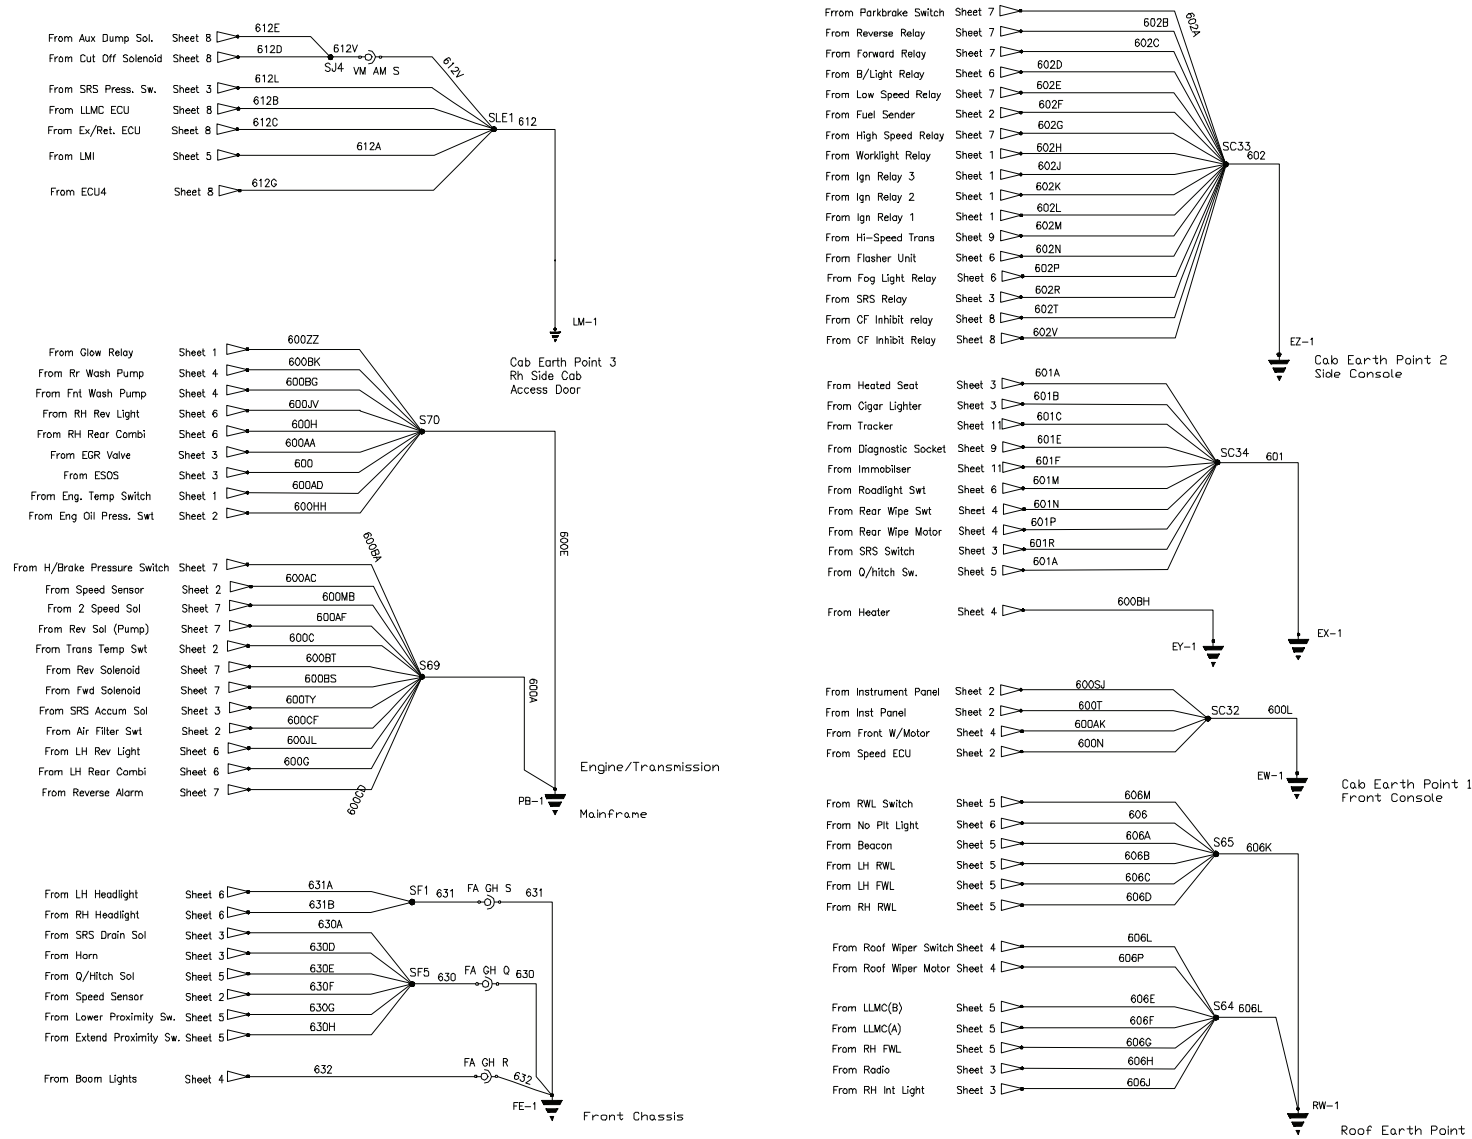 From Aux Dump Sol. Sheet 8 612E
From Cut Off Solenoid Sheet 8 612D
SJ4 612V VM AM S 612V
From SRS Press. Sw. Sheet 3 612L
From LLMC ECU Sheet 8 612B
From Ex/Ret. ECU Sheet 8 612C
From LMI Sheet 5 612A
From ECU4 Sheet 8 612G
SLE1 612
LM-1
Cab Earth Point 3
Rh Side Cab
Access Door
From Glow Relay Sheet 1 600ZZ
From Rr Wash Pump Sheet 4 600BK
From Fnt Wash Pump Sheet 4 600BG
From RH Rev Light Sheet 6 600JV
From RH Rear Combi Sheet 6 600H
From EGR Valve Sheet 3 600AA
From ESOS Sheet 3 600
From Eng. Temp Switch Sheet 1 600AD
From Eng Oil Press. Swt Sheet 2 600HH
S70
600E
From H/Brake Pressure Switch Sheet 7 600BA
From Speed Sensor Sheet 2 600AC
From 2 Speed Sol Sheet 7 600MB
From Rev Sol (Pump) Sheet 7 600AF
From Trans Temp Swt Sheet 2 600C
From Rev Solenoid Sheet 7 600BT
From Fwd Solenoid Sheet 7 600BS
From SRS Accum Sol Sheet 3 600TY
From Air Filter Swt Sheet 2 600CF
From LH Rev Light Sheet 6 600JL
From LH Rear Combi Sheet 6 600G
From Reverse Alarm Sheet 7 600CD
S69
600A
Engine/Transmission
PB-1
Mainframe
From LH Headlight Sheet 6 631A
From RH Headlight Sheet 6 631B
SF1 631 FA GH S 631
From SRS Drain Sol Sheet 3 630A
From Horn Sheet 3 630D
From Q/Hitch Sol Sheet 5 630E
From Speed Sensor Sheet 2 630F
From Lower Proximity Sw. Sheet 5 630G
From Extend Proximity Sw. Sheet 5 630H
SF5 630 FA GH Q 630
From Boom Lights Sheet 4 632 FA GH R 632
FE-1
Front Chassis
Frrom Parkbrake Switch Sheet 7 602A
From Reverse Relay Sheet 7 602B
From Forward Relay Sheet 7 602C
From B/Light Relay Sheet 6 602D
From Low Speed Relay Sheet 7 602E
From Fuel Sender Sheet 2 602F
From High Speed Relay Sheet 7 602G
From Worklight Relay Sheet 1 602H
From Ign Relay 3 Sheet 1 602J
From Ign Relay 2 Sheet 1 602K
From Ign Relay 1 Sheet 1 602L
From Hi-Speed Trans Sheet 9 602M
From Flasher Unit Sheet 6 602N
From Fog Light Relay Sheet 6 602P
From SRS Relay Sheet 3 602R
From CF Inhibit relay Sheet 8 602T
From CF Inhibit Relay Sheet 8 602V
SC33 602
EZ-1
Cab Earth Point 2
Side Console
From Heated Seat Sheet 3 601A
From Cigar Lighter Sheet 3 601B
From Tracker Sheet 11 601C
From Diagnostic Socket Sheet 9 601E
From Immobilser Sheet 11 601F
From Roadlight Swt Sheet 6 601M
From Rear Wipe Swt Sheet 4 601N
From Rear Wipe Motor Sheet 4 601P
From SRS Switch Sheet 3 601R
From Q/hitch Sw. Sheet 5 601A
SC34 601
From Heater Sheet 4 600BH
EY-1
EX-1
From Instrument Panel Sheet 2 600SJ
From Inst Panel Sheet 2 600T
From Front W/Motor Sheet 4 600AK
From Speed ECU Sheet 2 600N
SC32 600L
EW-1
Cab Earth Point 1
Front Console
From RWL Switch Sheet 5 606M
From No Plt Light Sheet 6 606
From Beacon Sheet 5 606A
From LH RWL Sheet 5 606B
From LH FWL Sheet 5 606C
From RH RWL Sheet 5 606D
S65 606K
From Roof Wiper Switch Sheet 4 606L
From Roof Wiper Motor Sheet 4 606P
From LLMC(B) Sheet 5 606E
From LLMC(A) Sheet 5 606F
From RH FWL Sheet 5 606G
From Radio Sheet 3 606H
From RH Int Light Sheet 3 606J
S64 606L
RW-1
Roof Earth Point